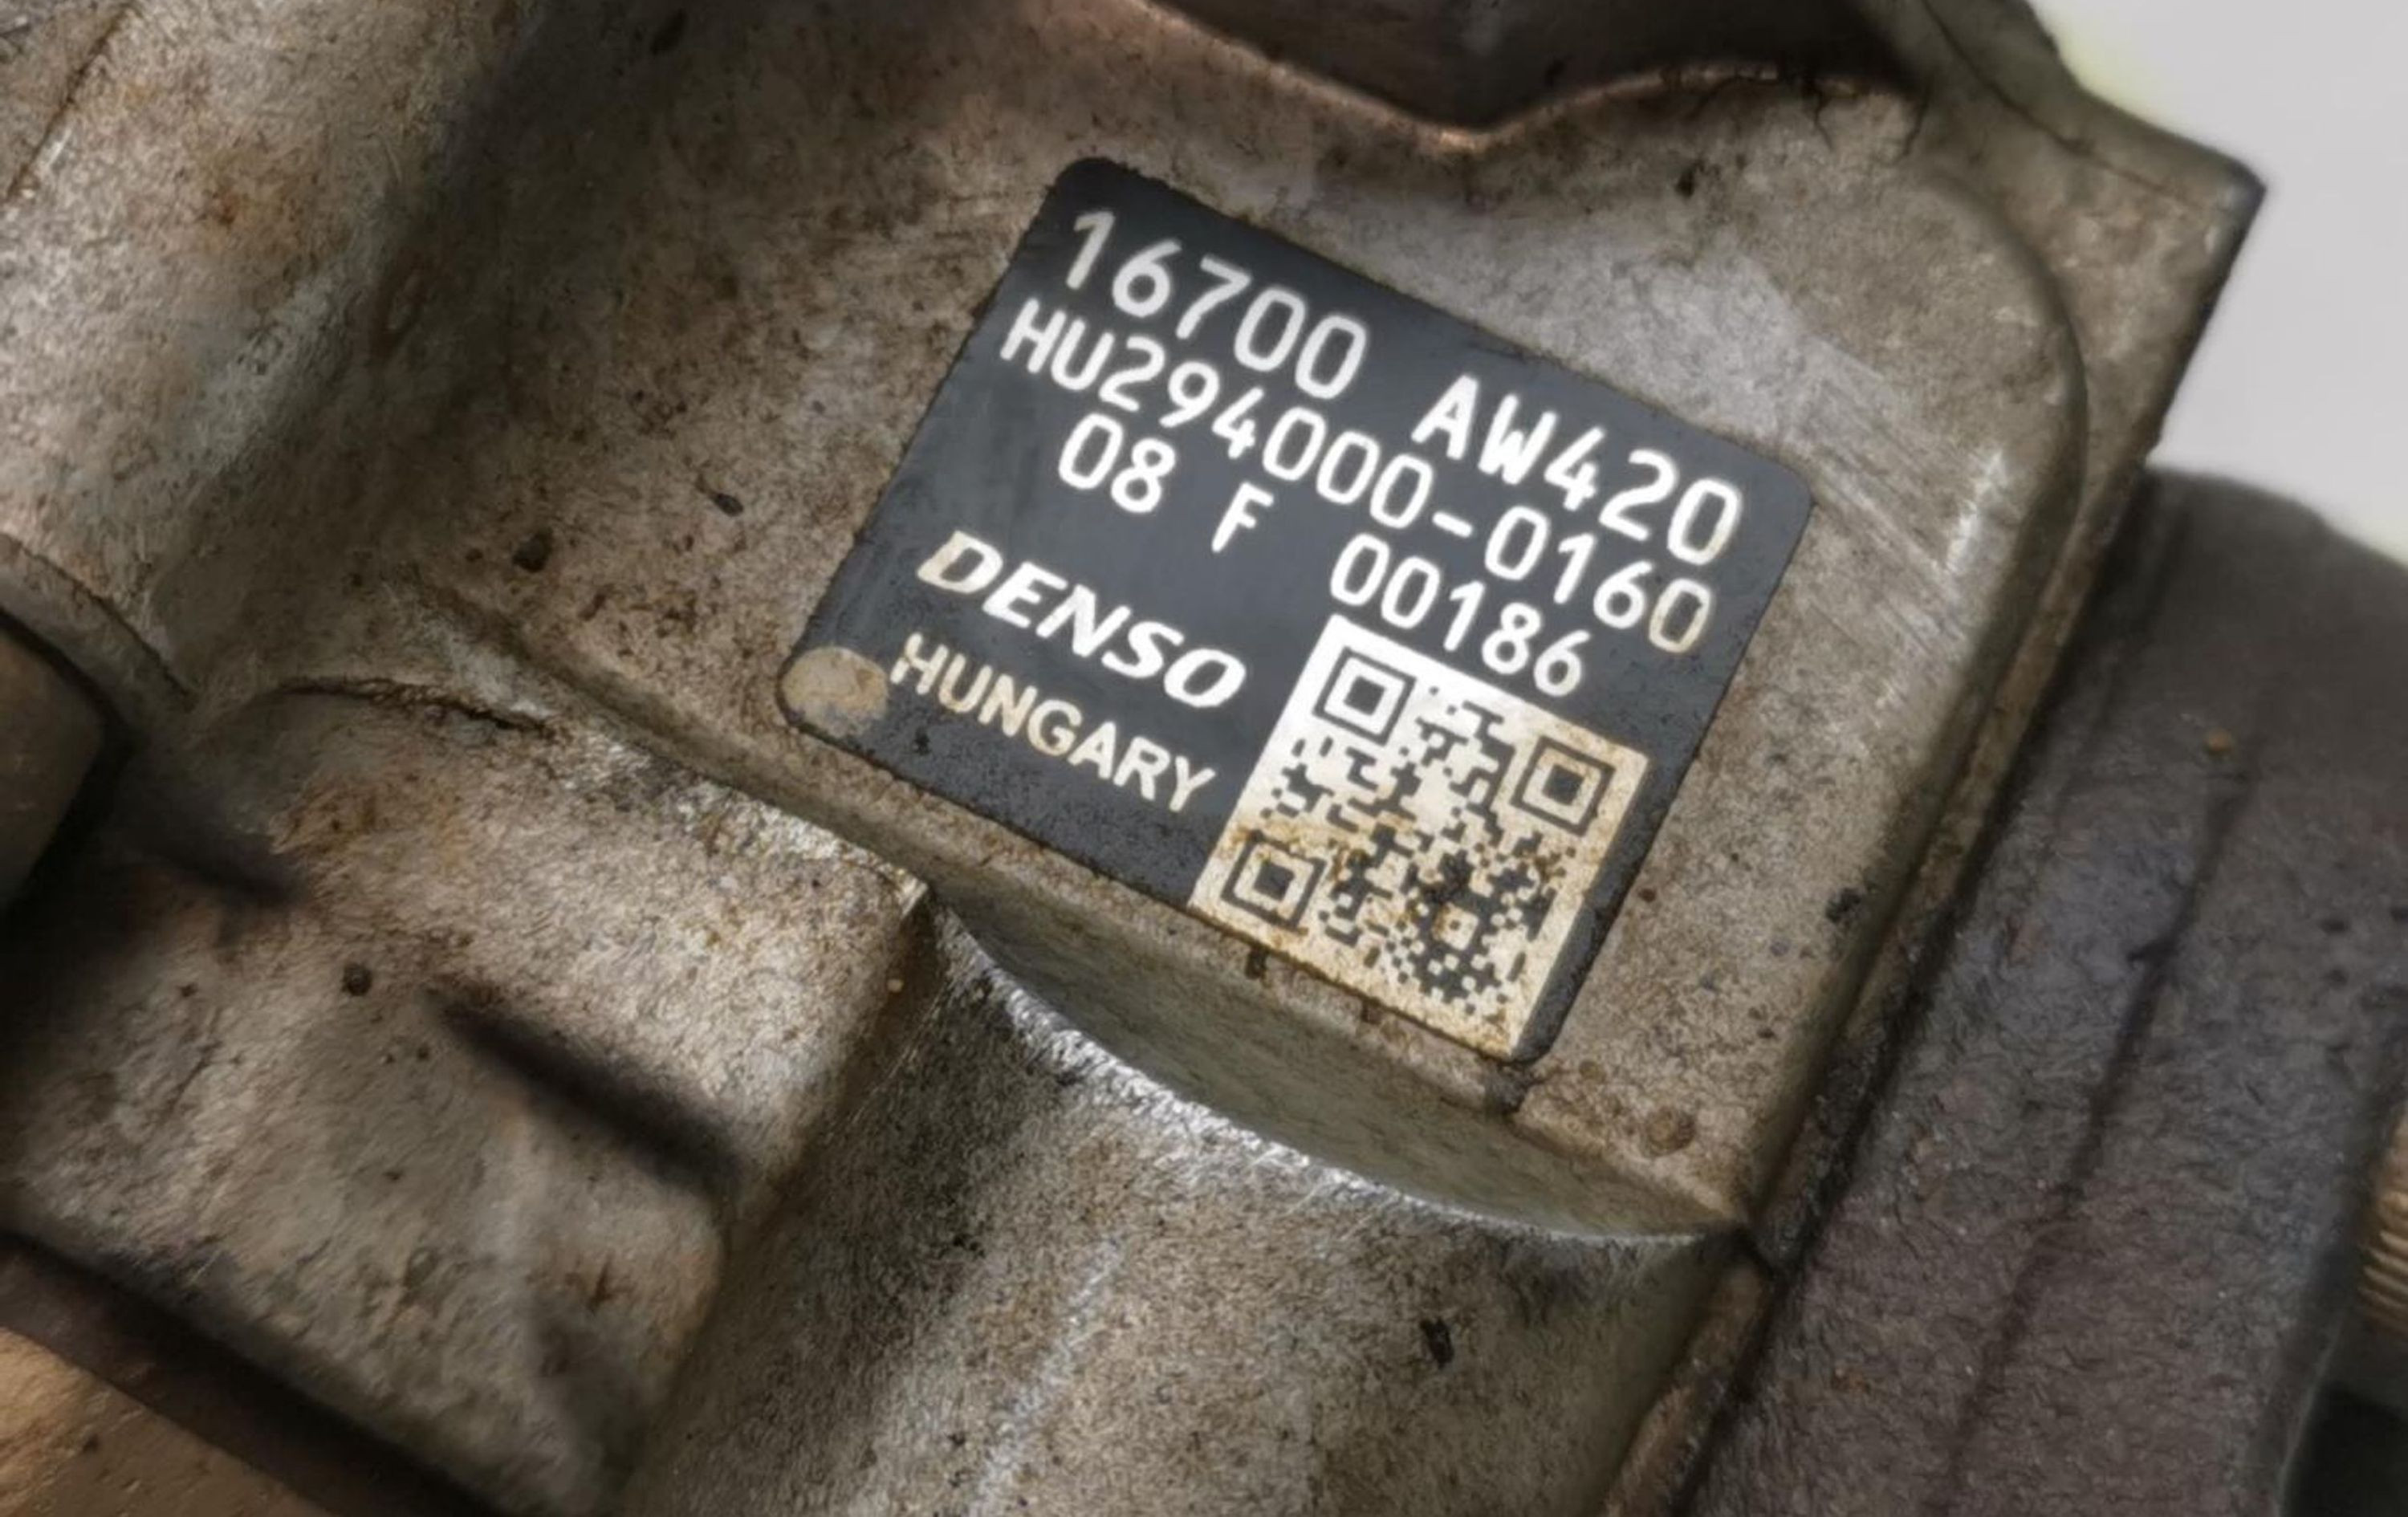 16700 AW420
HU294000-0160
08 F 00186
DENSO
HUNGARY